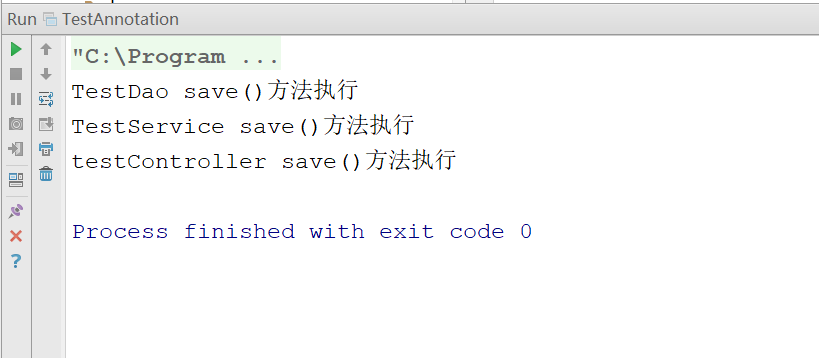 Run TestAnnotation
"C:\Program ...
TestDao save()方法执行
TestService save()方法执行
testController save()方法执行
Process finished with exit code 0